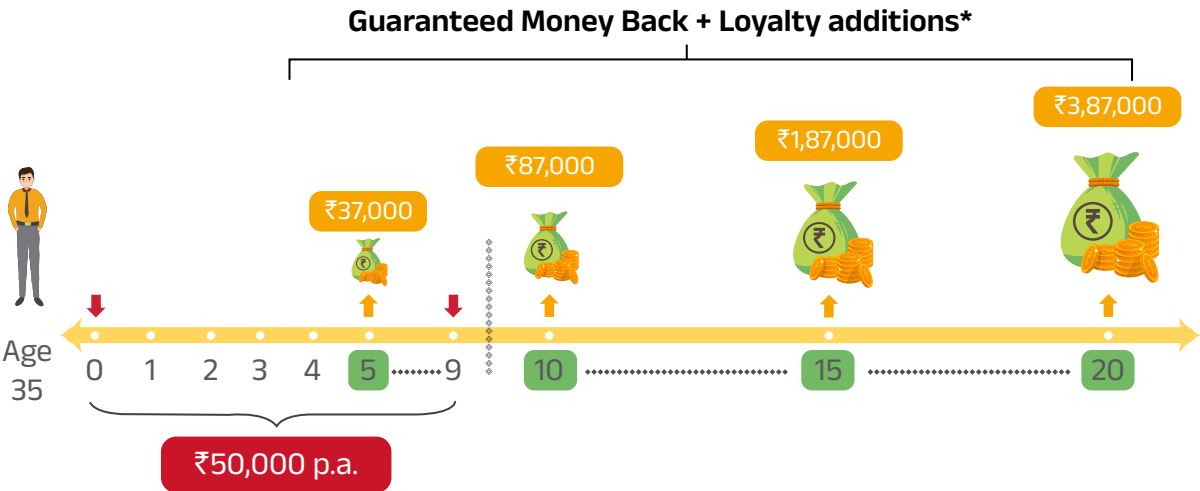 Guaranteed Money Back + Loyalty additions*
₹3,87,000
₹1,87,000
₹87,000
₹37,000
₹
₹
₹
₹
Age
35
0 1 2 3 4 5 9 10 15 20
₹50,000 p.a.